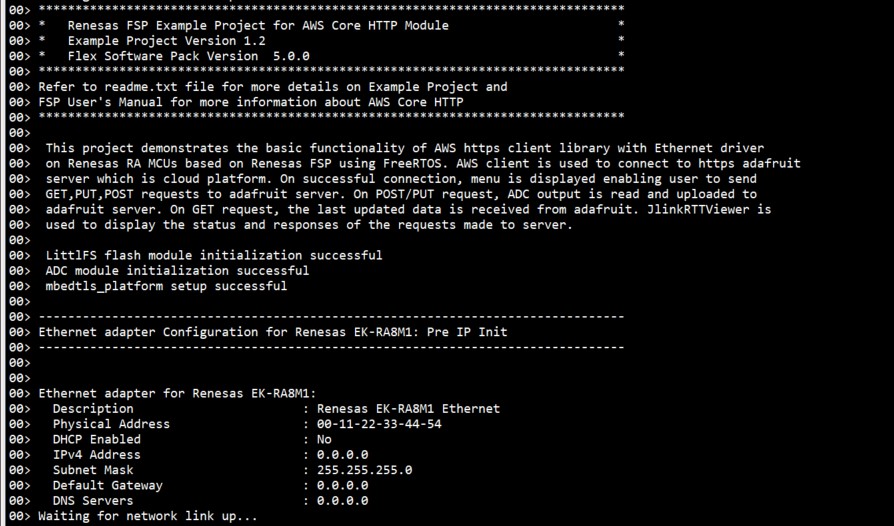 00> ********************************************************************************
00> *   Renesas FSP Example Project for AWS Core HTTP Module                       *
00> *   Example Project Version 1.2                                                *
00> *   Flex Software Pack Version  5.0.0                                          *
00> ********************************************************************************
00> Refer to readme.txt file for more details on Example Project and
00> FSP User's Manual for more information about AWS Core HTTP
00> ********************************************************************************
00>
00>  This project demonstrates the basic functionality of AWS https client library with Ethernet driver
00>  on Renesas RA MCUs based on Renesas FSP using FreeRTOS. AWS client is used to connect to https adafruit
00>  server which is cloud platform. On successful connection, menu is displayed enabling user to send
00>  GET,PUT,POST requests to adafruit server. On POST/PUT request, ADC output is read and uploaded to
00>  adafruit server. On GET request, the last updated data is received from adafruit. JlinkRTTViewer is
00>  used to display the status and responses of the requests made to server.
00>
00>  LittlFS flash module initialization successful
00>  ADC module initialization successful
00>  mbedtls_platform setup successful
00>
00> --------------------------------------------------------------------------------
00> Ethernet adapter Configuration for Renesas EK-RA8M1: Pre IP Init
00> --------------------------------------------------------------------------------
00>
00>
00> Ethernet adapter for Renesas EK-RA8M1:
00>   Description                       : Renesas EK-RA8M1 Ethernet
00>   Physical Address                  : 00-11-22-33-44-54
00>   DHCP Enabled                      : No
00>   IPv4 Address                      : 0.0.0.0
00>   Subnet Mask                       : 255.255.255.0
00>   Default Gateway                   : 0.0.0.0
00>   DNS Servers                       : 0.0.0.0
00> Waiting for network link up...